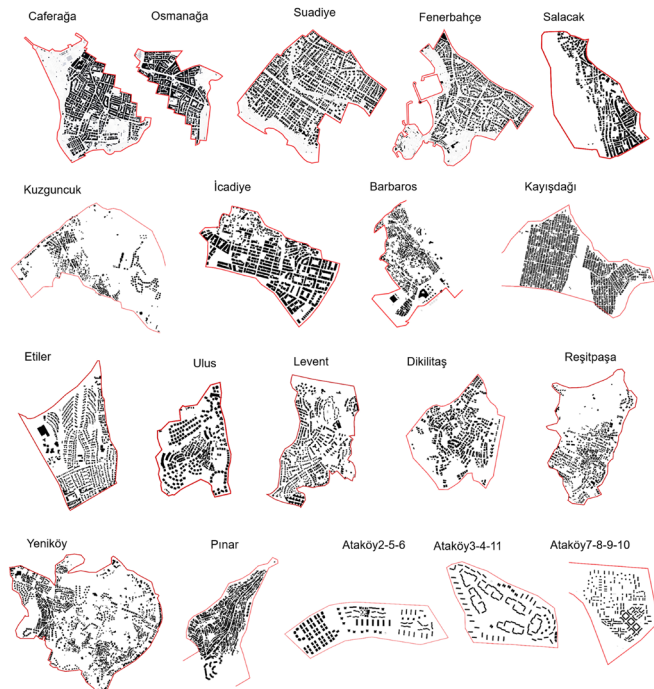 Caferağa
Osmanağa
Suadiye
Fenerbahçe
Salacak
Kuzguncuk
İcadiye
Barbaros
Kayışdağı
Etiler
Ulus
Levent
Dikilitaş
Reşitpaşa
Yeniköy
Pınar
Ataköy2-5-6
Ataköy3-4-11
Ataköy7-8-9-10